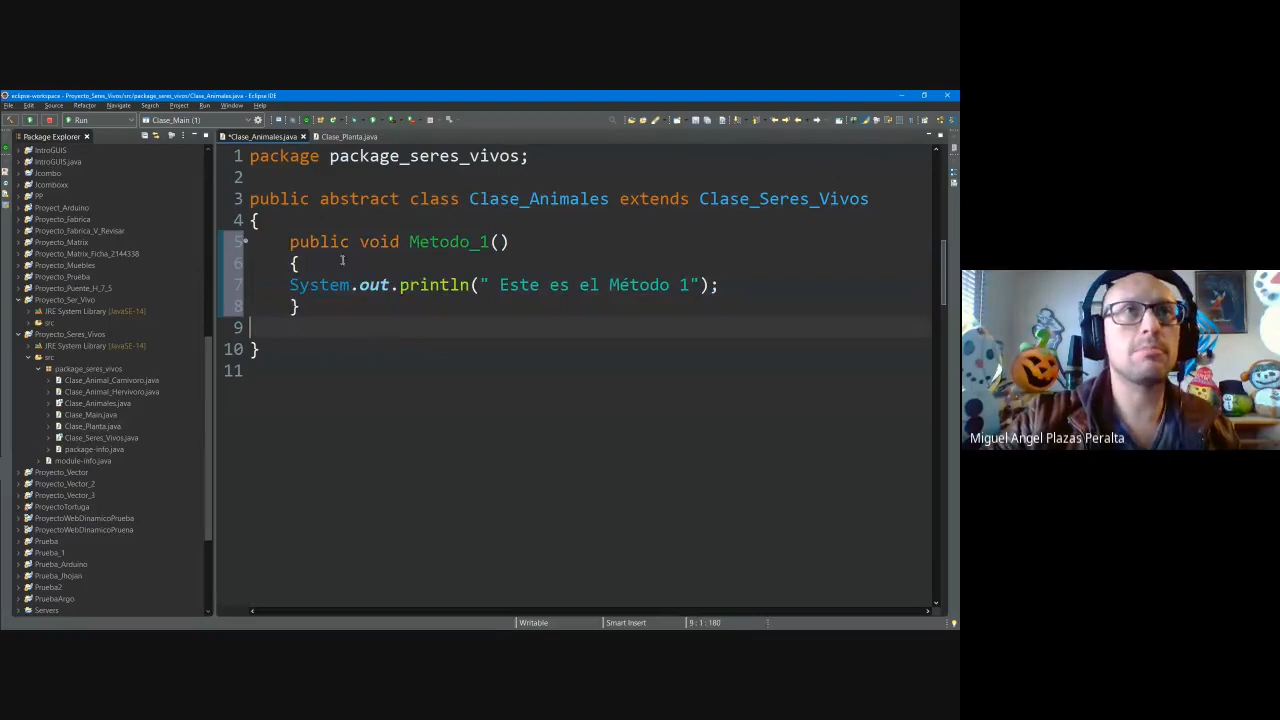 eclipse-workspace - Proyecto_Seres_Vivos/src/package_seres_vivos/Clase_Animales.java - Eclipse IDE
File Edit Source Refactor Navigate Search Project Run Window Help
Run Clase_Main (1)
Package Explorer
IntroGUIS
IntroGUIS.java
Jcombo
Jcomboxx
PP
Proyect_Arduino
Proyecto_Fabrica
Proyecto_Fabrica_V_Revisar
Proyecto_Matrix
Proyecto_Matrix_Ficha_2144338
Proyecto_Muebles
Proyecto_Prueba
Proyecto_Puente_H_7_5
Proyecto_Ser_Vivo
JRE System Library [JavaSE-14]
src
Proyecto_Seres_Vivos
JRE System Library [JavaSE-14]
src
package_seres_vivos
Clase_Animal_Carnivoro.java
Clase_Animal_Hervivoro.java
Clase_Animales.java
Clase_Main.java
Clase_Planta.java
Clase_Seres_Vivos.java
package-info.java
module-info.java
Proyecto_Vector
Proyecto_Vector_2
Proyecto_Vector_3
ProyectoTortuga
ProyectoWebDinamicoPrueba
ProyectoWebDinamicoPruena
Prueba
Prueba_1
Prueba_Arduino
Prueba_Jhojan
Prueba2
PruebaArgo
Servers
*Clase_Animales.java Clase_Planta.java
1 package package_seres_vivos;
2
3 public abstract class Clase_Animales extends Clase_Seres_Vivos
4 {
5 public void Metodo_1()
6 {
7 System.out.println(" Este es el Método 1");
8 }
9
10 }
11
Writable Smart Insert 9 : 1 : 180
Miguel Angel Plazas Peralta